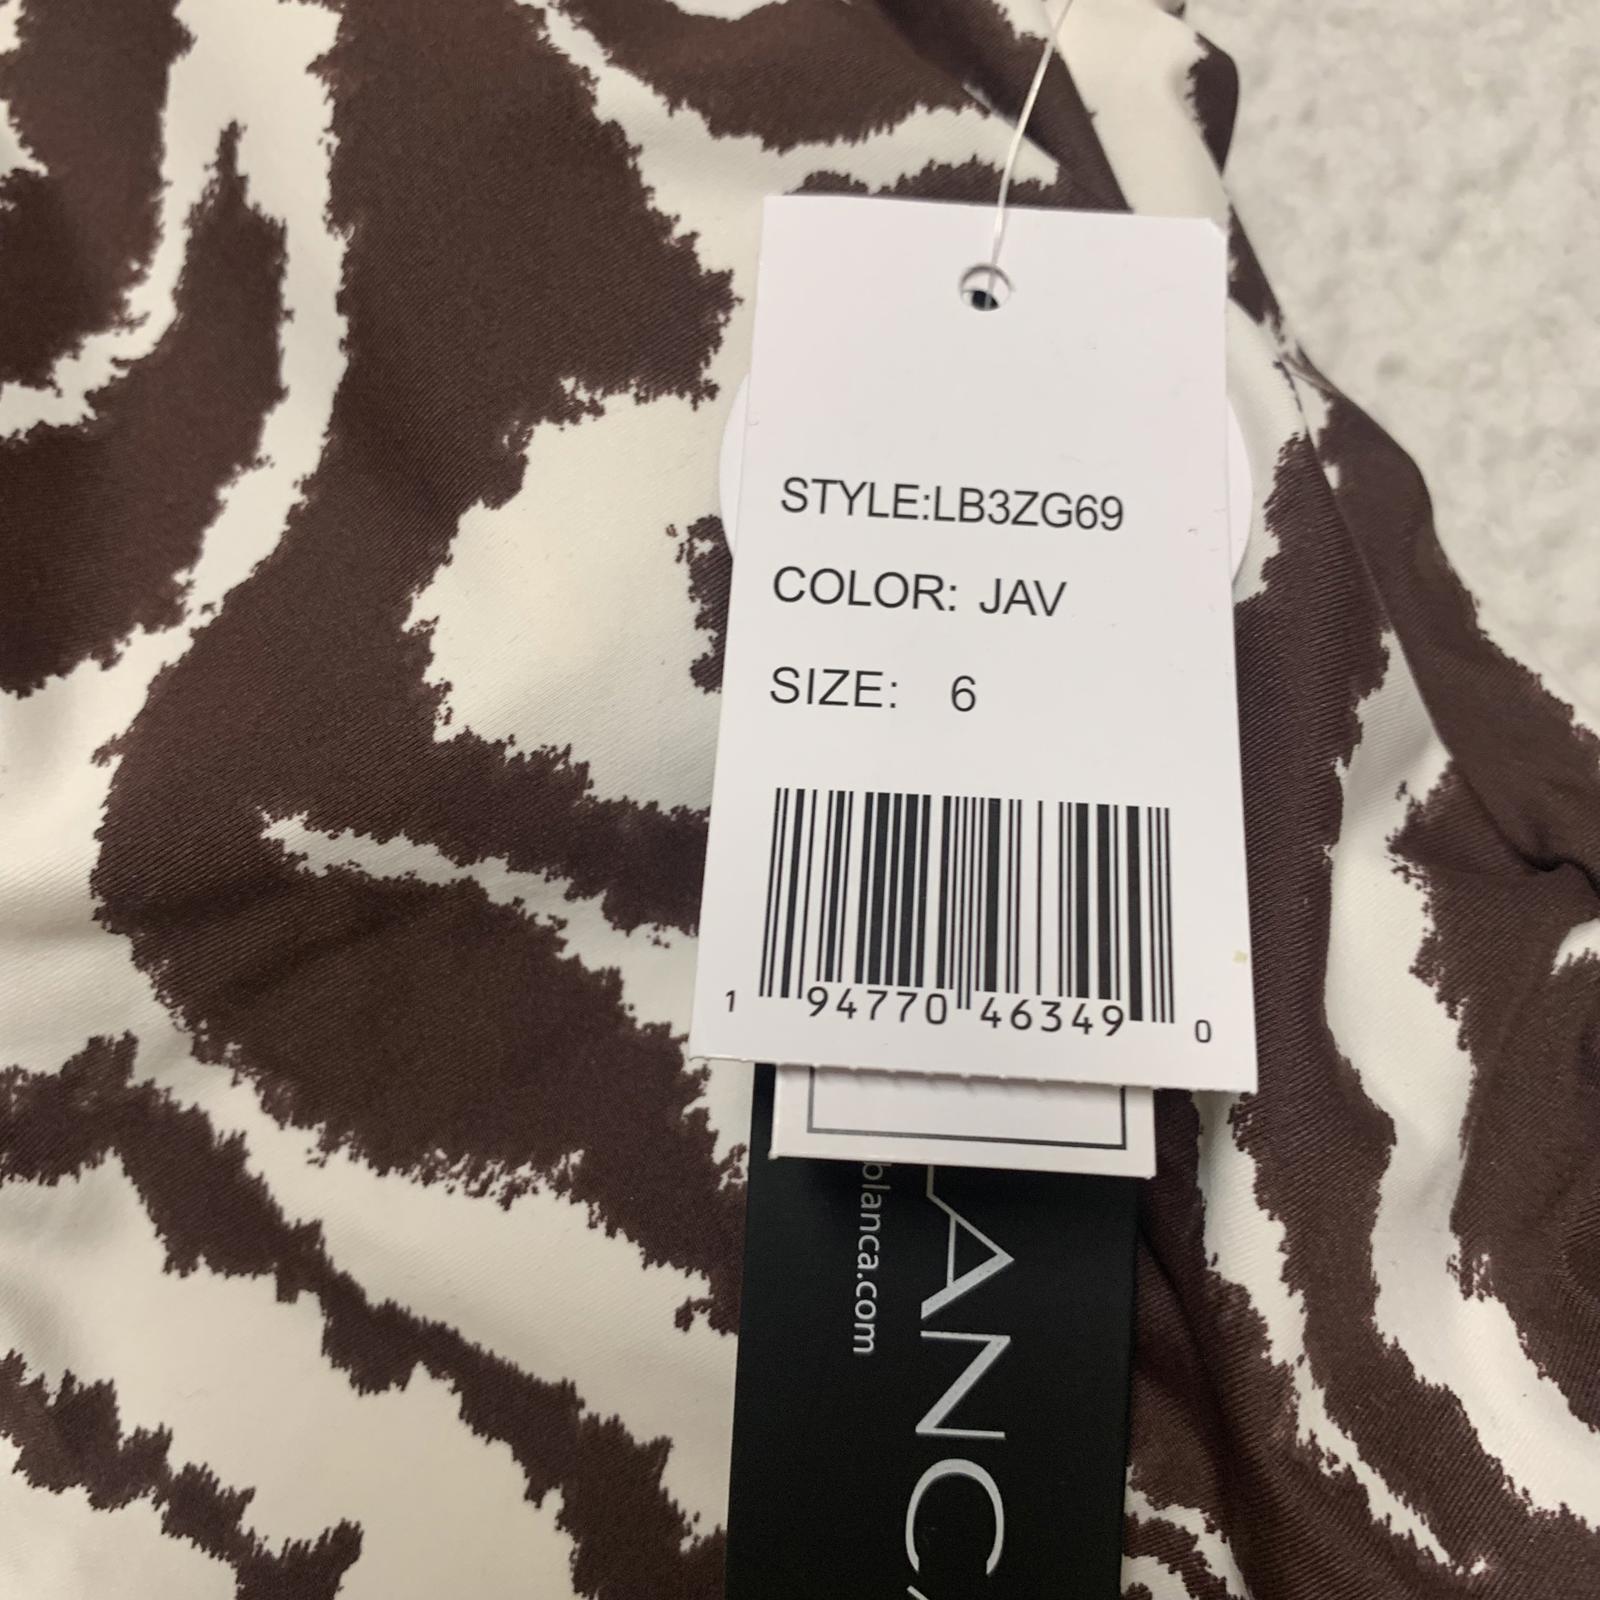 STYLE:LB3ZG69
COLOR: JAV
SIZE: 6
1 94770 46349 0
blanca.com
LANCA